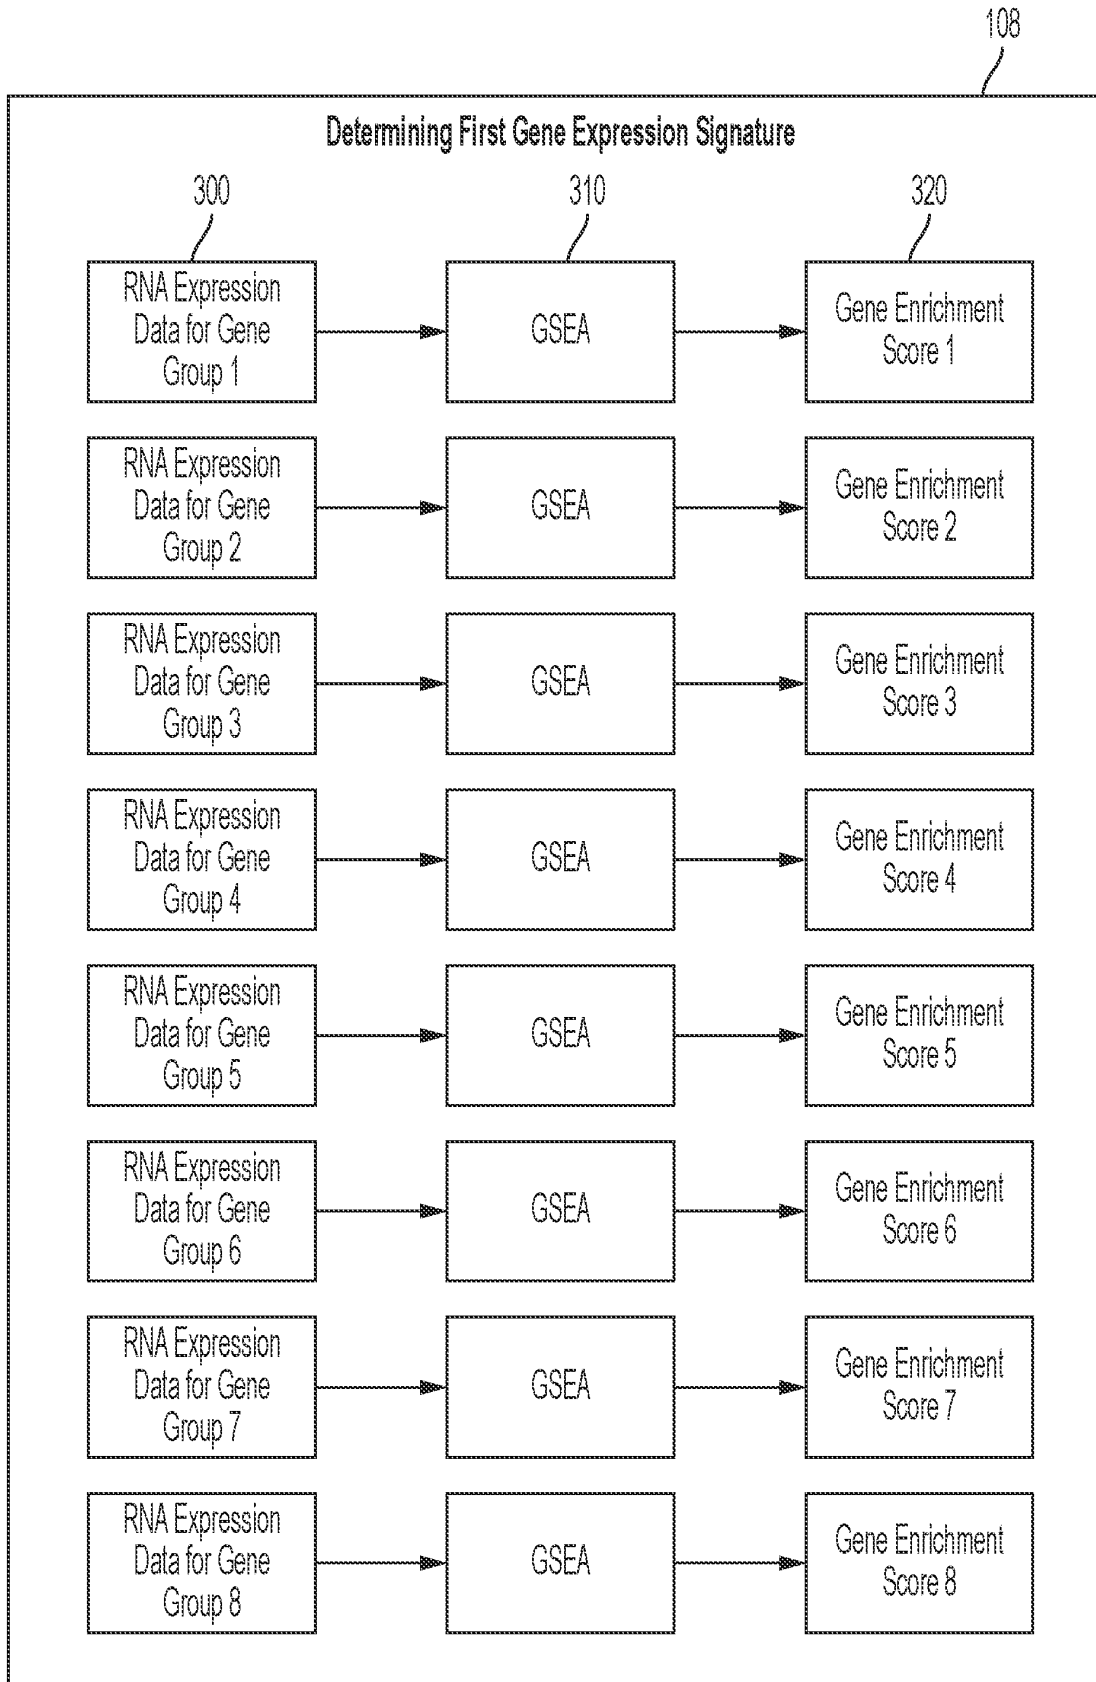 108
Determining First Gene Expression Signature
300
310
320
RNA Expression
Data for Gene
Group 1
GSEA
Gene Enrichment
Score 1
RNA Expression
Data for Gene
Group 2
GSEA
Gene Enrichment
Score 2
RNA Expression
Data for Gene
Group 3
GSEA
Gene Enrichment
Score 3
RNA Expression
Data for Gene
Group 4
GSEA
Gene Enrichment
Score 4
RNA Expression
Data for Gene
Group 5
GSEA
Gene Enrichment
Score 5
RNA Expression
Data for Gene
Group 6
GSEA
Gene Enrichment
Score 6
RNA Expression
Data for Gene
Group 7
GSEA
Gene Enrichment
Score 7
RNA Expression
Data for Gene
Group 8
GSEA
Gene Enrichment
Score 8